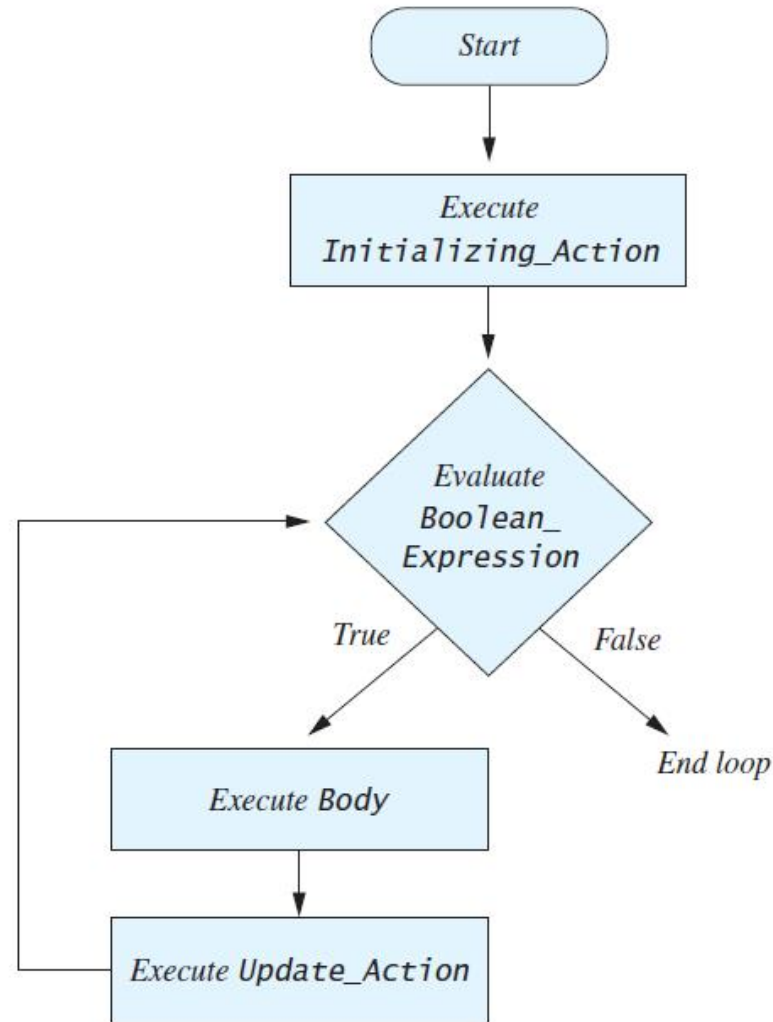 Start
Execute
Initializing_Action
Evaluate
Boolean_
Expression
True
False
End loop
Execute Body
Execute Update_Action